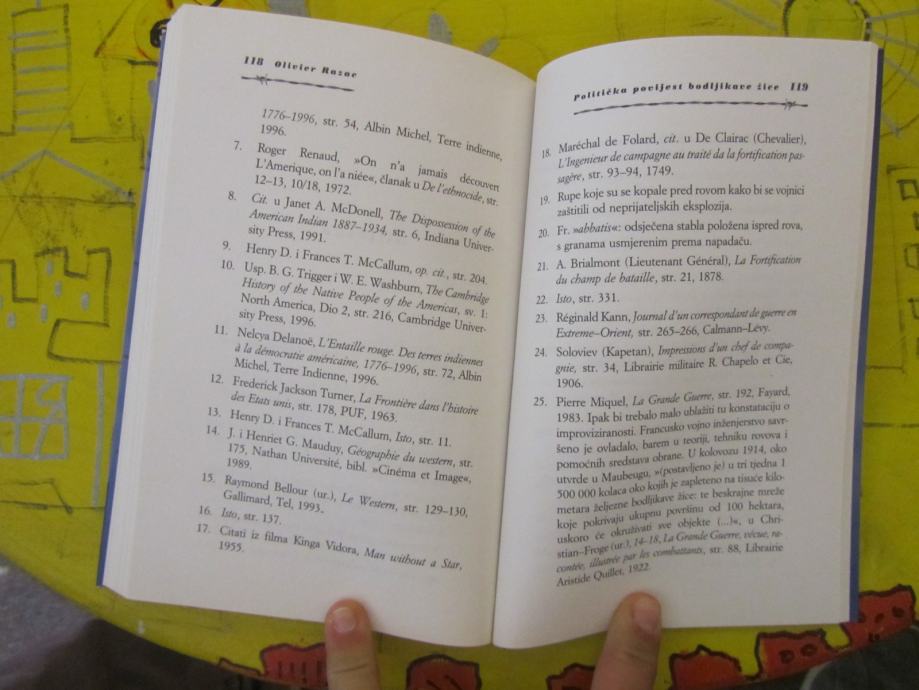 118 Olivier Razac
1776–1996, str. 54, Albin Michel, Terre indienne,
1996.
7. Roger Renaud, »On n'a jamais découvert
L'Amerique, on l'a niée«, članak u De l'ethnocide, str.
12–13, 10/18, 1972.
8. Cit. u Janet A. McDonell, The Dispossession of the
American Indian 1887–1934, str. 6, Indiana Univer-
sity Press, 1991.
9. Henry D. i Frances T. McCallum, op. cit., str. 204.
10. Usp. B. G. Trigger i W. E. Washburn, The Cambridge
History of the Native People of the Americas, sv. 1:
North America, Dio 2, str. 216, Cambridge Univer-
sity Press, 1996.
11. Nelcya Delanoë, L'Entaille rouge. Des terres indiennes
à la démocratie américaine, 1776–1996, str. 72, Albin
Michel, Terre Indienne, 1996.
12. Frederick Jackson Turner, La Frontière dans l'histoire
des Etats unis, str. 178, PUF, 1963.
13. Henry D. i Frances T. McCallum, Isto, str. 11.
14. J. i Henriet G. Mauduy, Géographie du western, str.
175, Nathan Université, bibl. »Cinéma et Image«,
1989.
15. Raymond Bellour (ur.), Le Western, str. 129–130,
Gallimard, Tel, 1993.
16. Isto, str. 137.
17. Citati iz filma Kinga Vidora, Man without a Star,
1955.
Politička povijest bodljikave žice 119
18. Maréchal de Folard, cit. u De Clairac (Chevalier),
L'Ingenieur de campagne au traité da la fortification pas-
sagère, str. 93–94, 1749.
19. Rupe koje su se kopale pred rovom kako bi se vojnici
zaštitili od neprijateljskih eksplozija.
20. Fr. »abbatis«: odsječena stabla položena ispred rova,
s granama usmjerenim prema napadaču.
21. A. Brialmont (Lieutenant Général), La Fortification
du champ de bataille, str. 21, 1878.
22. Isto, str. 331.
23. Réginald Kann, Journal d'un correspondant de guerre en
Extreme–Orient, str. 265–266, Calmann–Lévy.
24. Soloviev (Kapetan), Impressions d'un chef de compa-
gnie, str. 34, Librairie militaire R. Chapelo et Cie,
1906.
25. Pierre Miquel, La Grande Guerre, str. 192, Fayard,
1983. Ipak bi trebalo malo ublažiti tu konstataciju o
improviziranosti. Francusko vojno inženjerstvo savr-
šeno je ovladalo, barem u teoriji, tehniku rovova i
pomoćnih sredstava obrane. U kolovozu 1914, oko
utvrde u Maubeugu, »(postavljeno je) u tri tjedna 1
500 000 kolaca oko kojih je zapleteno na tisuće kilo-
metara željezne bodljikave žice: te beskrajne mreže
koje pokrivaju ukupnu površinu od 100 hektara,
uskoro će okruživati sve objekte (...)«, u Chri-
stian–Froge (ur.), 14–18, La Grande Guerre, vécue, ra-
contée, illustrée par les combattants, str. 88, Librairie
Aristide Quillet, 1922.